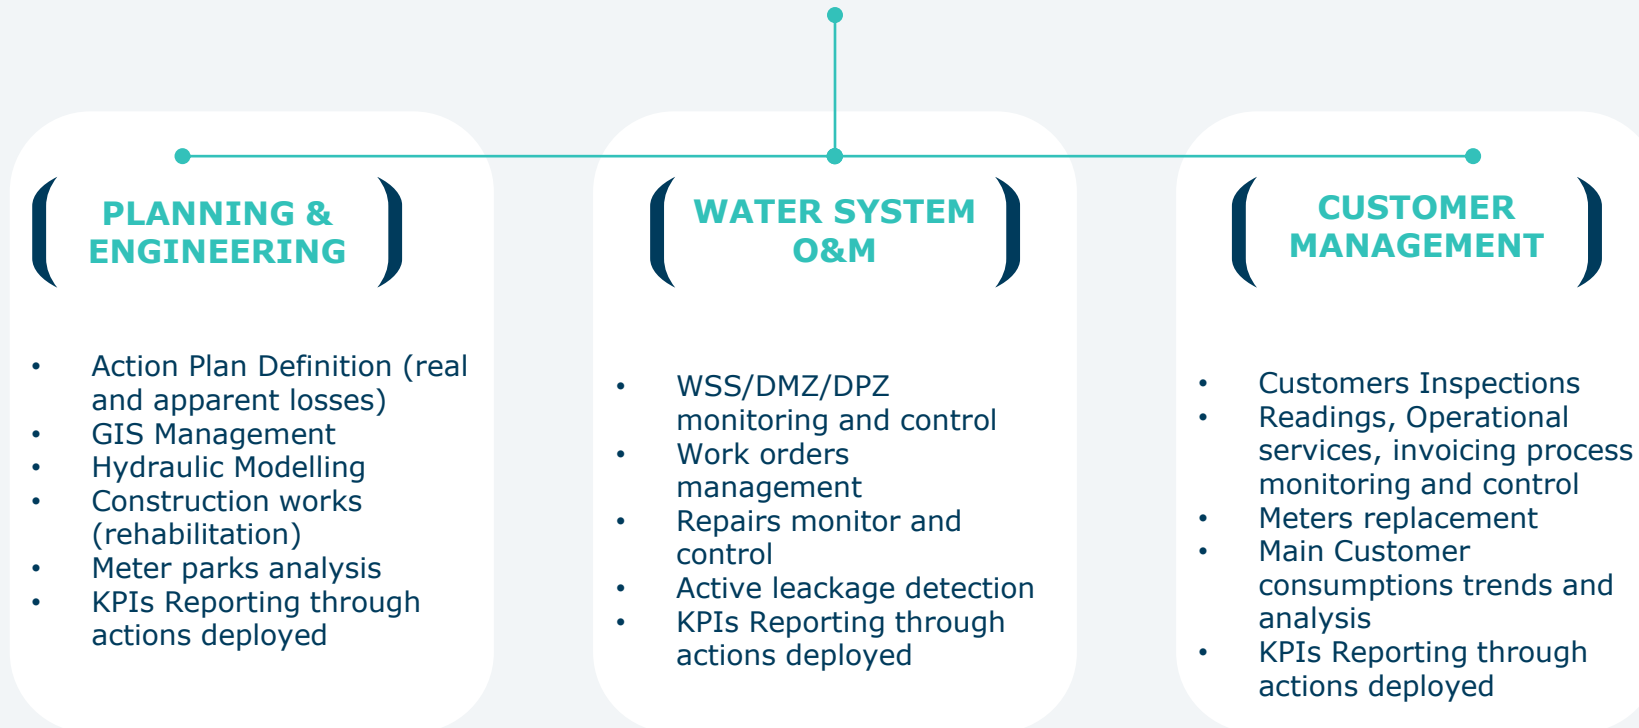 PLANNING &
ENGINEERING
• Action Plan Definition (real
and apparent losses)
• GIS Management
• Hydraulic Modelling
• Construction works
(rehabilitation)
• Meter parks analysis
• KPIs Reporting through
actions deployed
WATER SYSTEM
O&M
• WSS/DMZ/DPZ
monitoring and control
• Work orders
management
• Repairs monitor and
control
• Active leackage detection
• KPIs Reporting through
actions deployed
CUSTOMER
MANAGEMENT
• Customers Inspections
• Readings, Operational
services, invoicing process
monitoring and control
• Meters replacement
• Main Customer
consumptions trends and
analysis
• KPIs Reporting through
actions deployed